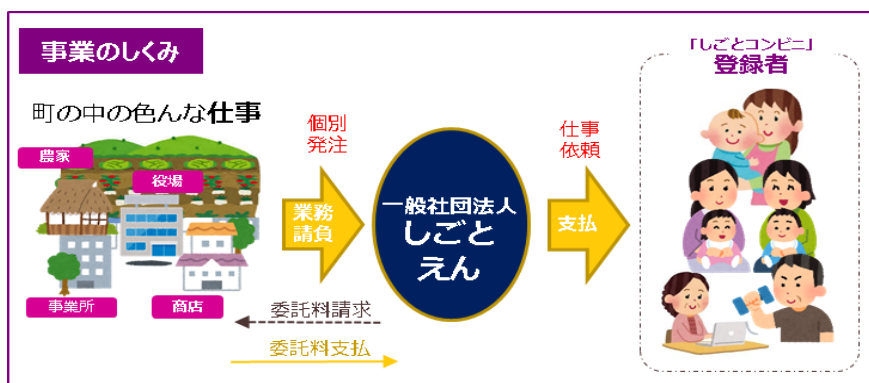 事業のしくみ
町の中の色んな仕事
農家
役場
事業所
商店
個別
発注
業務
請負
一般社団法人
しごと
えん
委託料請求
委託料支払
仕事
依頼
支払
「しごとコンビニ」
登録者